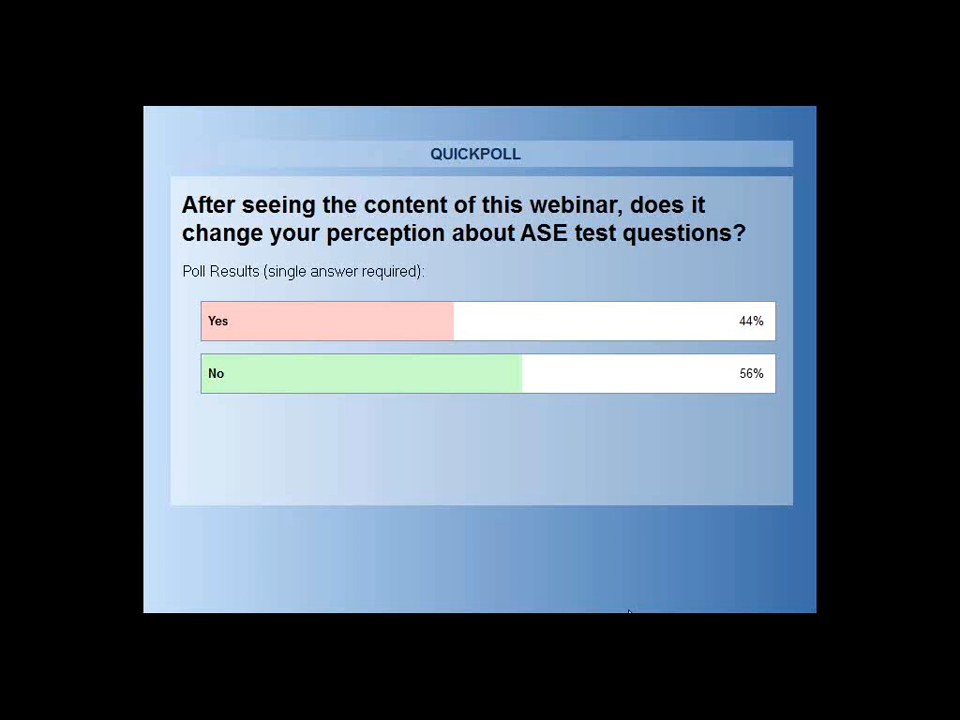 QUICKPOLL
After seeing the content of this webinar, does it
change your perception about ASE test questions?
Poll Results (single answer required):
Yes 44%
No 56%